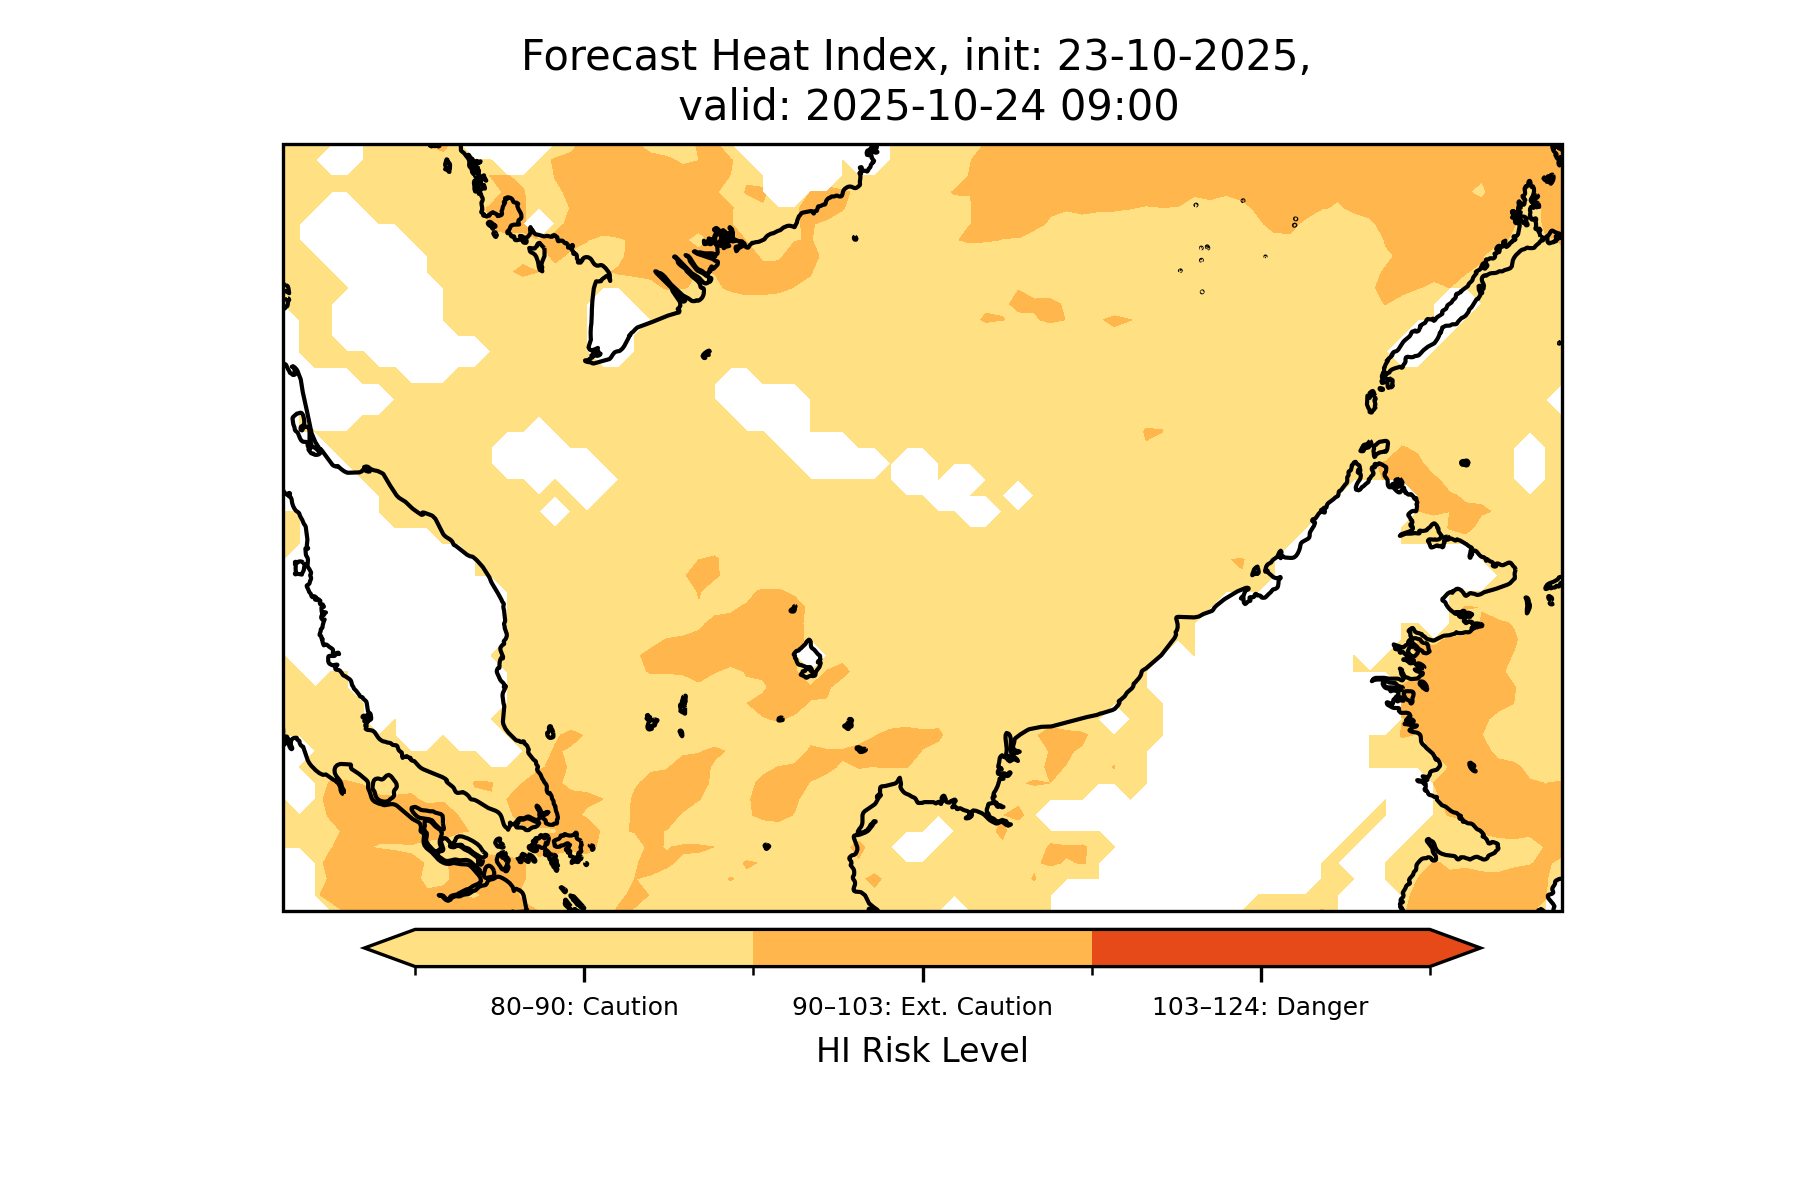 Forecast Heat Index, init: 23-10-2025,
valid: 2025-10-24 09:00
80–90: Caution
90–103: Ext. Caution
103–124: Danger
HI Risk Level